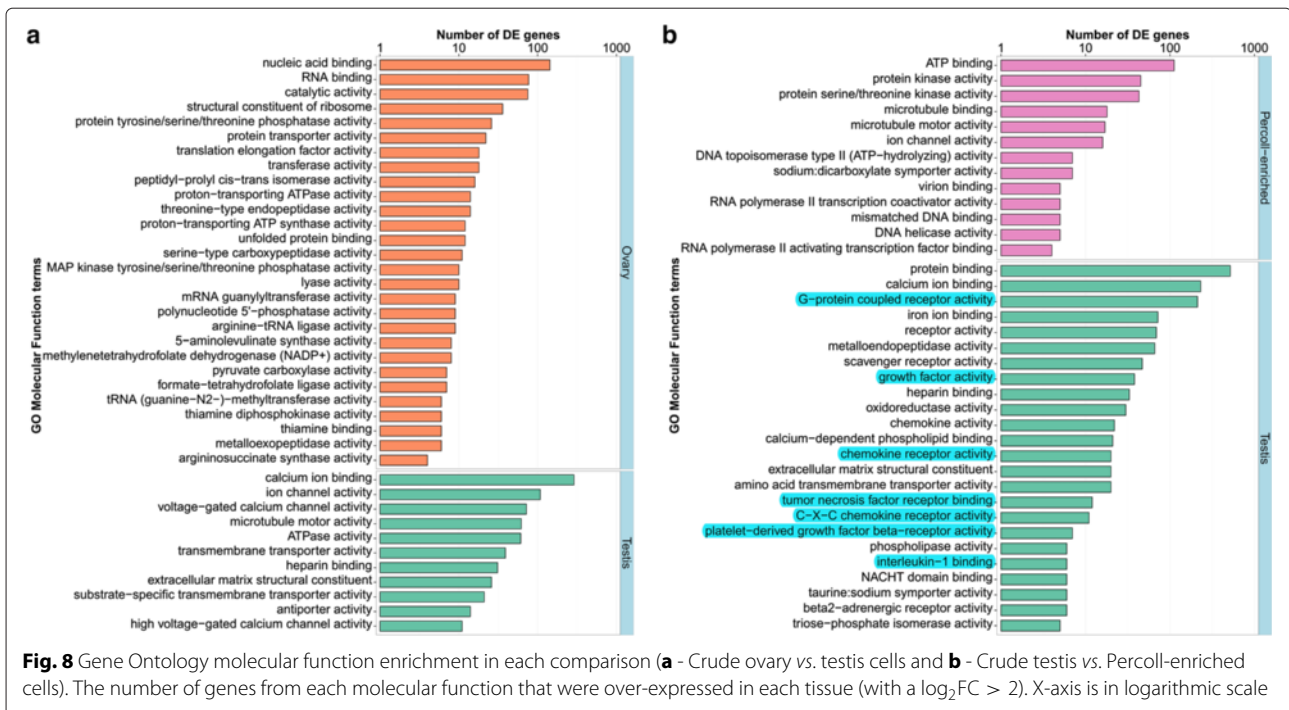 a
Number of DE genes
1 10 100 1000
nucleic acid binding
RNA binding
catalytic activity
structural constituent of ribosome
protein tyrosine/serine/threonine phosphatase activity
protein transporter activity
translation elongation factor activity
transferase activity
peptidyl-prolyl cis-trans isomerase activity
proton-transporting ATPase activity
threonine-type endopeptidase activity
proton-transporting ATP synthase activity
unfolded protein binding
serine-type carboxypeptidase activity
MAP kinase tyrosine/serine/threonine phosphatase activity
lyase activity
mRNA guanylyltransferase activity
polynucleotide 5'-phosphatase activity
arginine-tRNA ligase activity
5-aminolevulinate synthase activity
methylenetetrahydrofolate dehydrogenase (NADP+) activity
pyruvate carboxylase activity
formate-tetrahydrofolate ligase activity
tRNA (guanine-N2-)-methyltransferase activity
thiamine diphosphokinase activity
thiamine binding
metalloexopeptidase activity
argininosuccinate synthase activity
Ovary
calcium ion binding
ion channel activity
voltage-gated calcium channel activity
microtubule motor activity
ATPase activity
transmembrane transporter activity
heparin binding
extracellular matrix structural constituent
substrate-specific transmembrane transporter activity
antiporter activity
high voltage-gated calcium channel activity
Testis
GO Molecular Function terms
b
Number of DE genes
1 10 100 1000
ATP binding
protein kinase activity
protein serine/threonine kinase activity
microtubule binding
microtubule motor activity
ion channel activity
DNA topoisomerase type II (ATP-hydrolyzing) activity
sodium:dicarboxylate symporter activity
virion binding
RNA polymerase II transcription coactivator activity
mismatched DNA binding
DNA helicase activity
RNA polymerase II activating transcription factor binding
Percoll-enriched
protein binding
calcium ion binding
G-protein coupled receptor activity
iron ion binding
receptor activity
metalloendopeptidase activity
scavenger receptor activity
growth factor activity
heparin binding
oxidoreductase activity
chemokine activity
calcium-dependent phospholipid binding
chemokine receptor activity
extracellular matrix structural constituent
amino acid transmembrane transporter activity
tumor necrosis factor receptor binding
C-X-C chemokine receptor activity
platelet-derived growth factor beta-receptor activity
phospholipase activity
interleukin-1 binding
NACHT domain binding
taurine:sodium symporter activity
beta2-adrenergic receptor activity
triose-phosphate isomerase activity
Testis
GO Molecular Function terms
Fig. 8 Gene Ontology molecular function enrichment in each comparison (a - Crude ovary vs. testis cells and b - Crude testis vs. Percoll-enriched
cells). The number of genes from each molecular function that were over-expressed in each tissue (with a log₂FC > 2). X-axis is in logarithmic scale